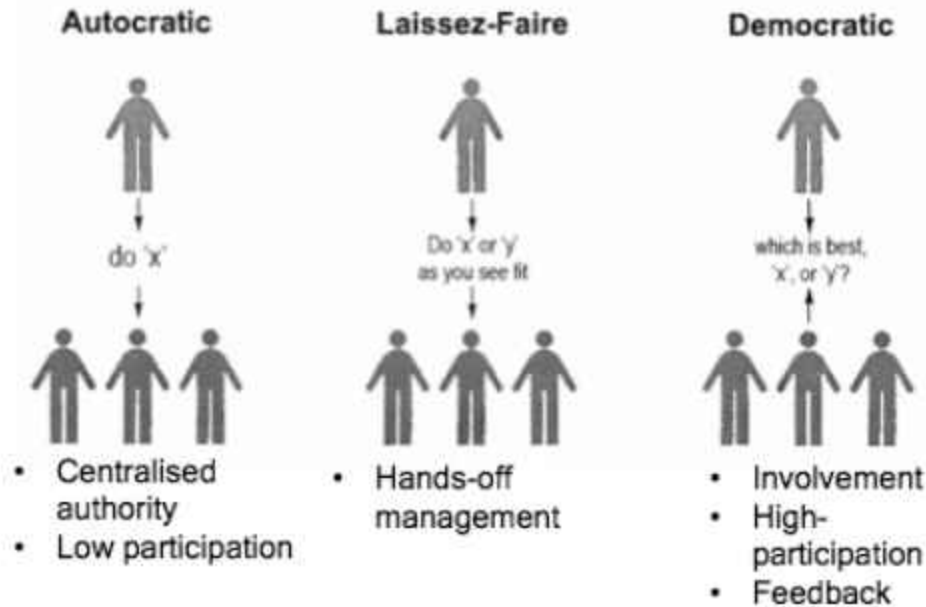 Autocratic
Laissez-Faire
Democratic
do 'x'
Do 'x' or 'y'
as you see fit
which is best,
'x', or 'y'?
• Centralised
authority
• Low participation
• Hands-off
management
• Involvement
• High-
participation
• Feedback